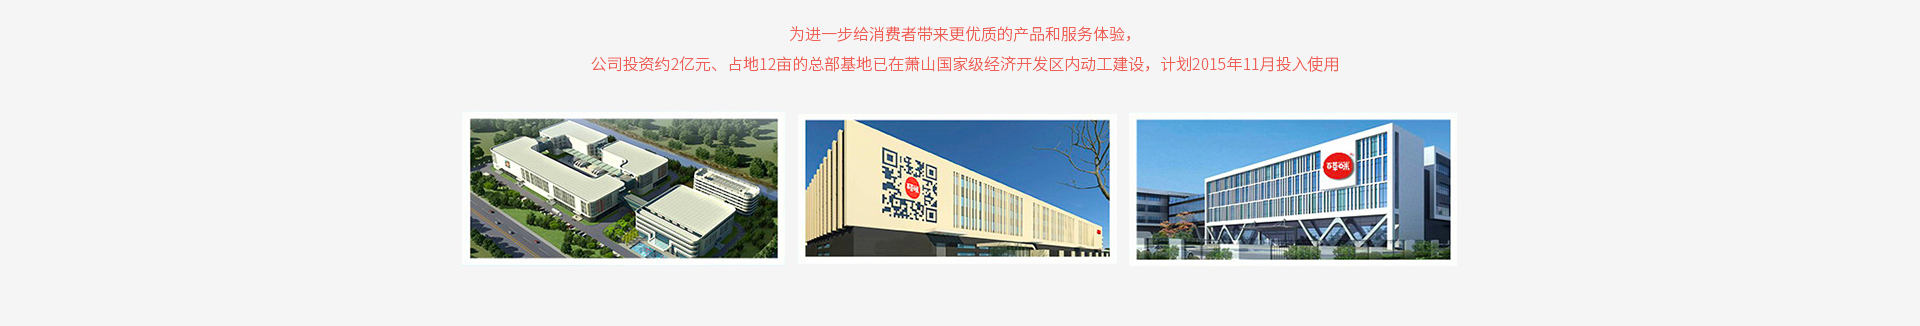 为进一步给消费者带来更优质的产品和服务体验，
公司投资约2亿元、占地12亩的总部基地已在萧山国家级经济开发区内动工建设，计划2015年11月投入使用